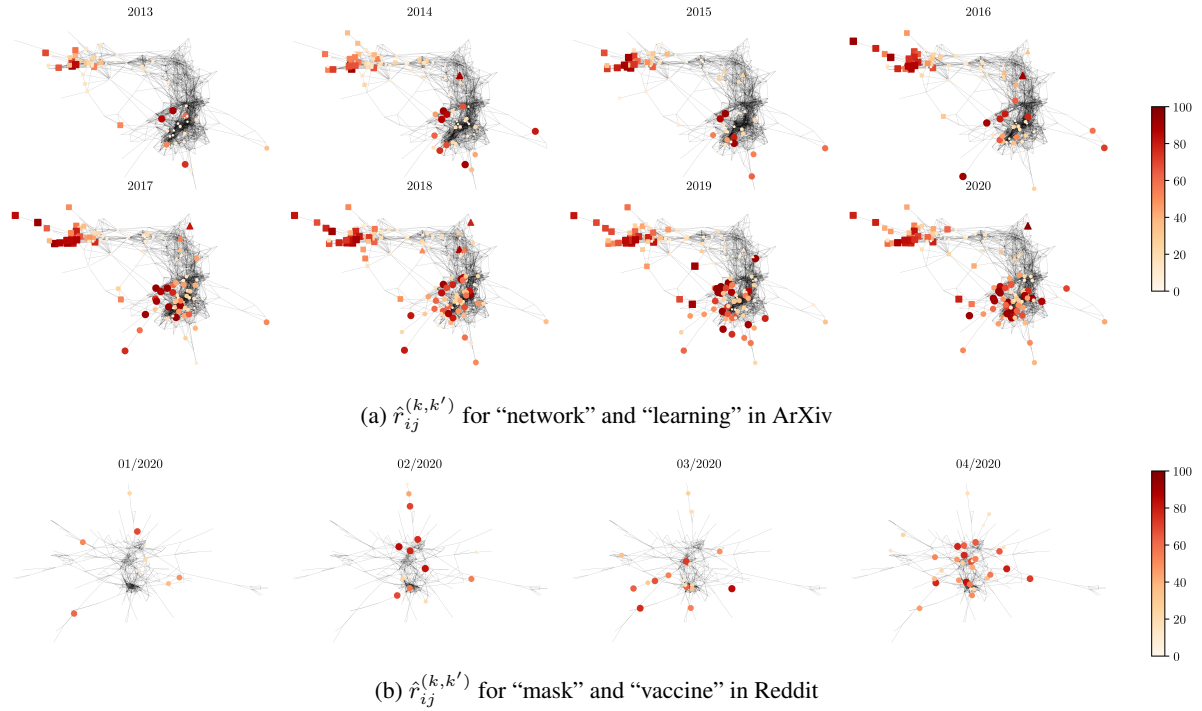 2013 2014 2015 2016
100
80
60
40
20
0
2017 2018 2019 2020
(a) r̂_{ij}^{(k,k′)} for “network” and “learning” in ArXiv
01/2020 02/2020 03/2020 04/2020
100
80
60
40
20
0
(b) r̂_{ij}^{(k,k′)} for “mask” and “vaccine” in Reddit